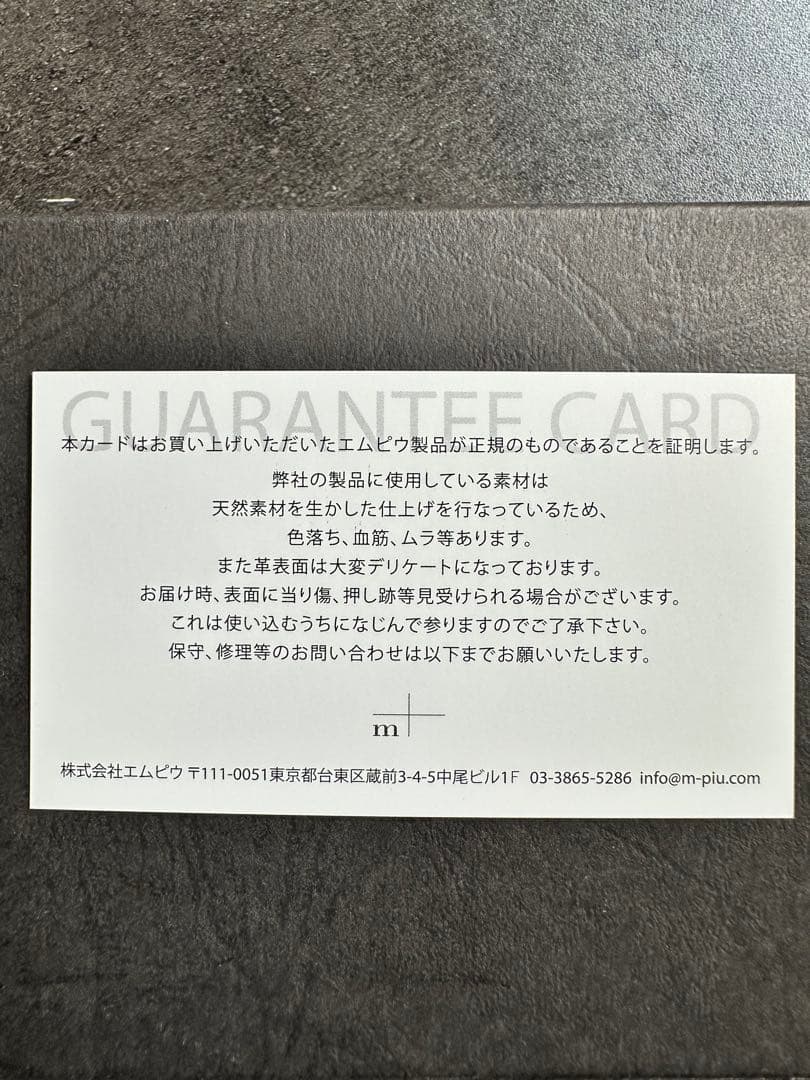 GUARANTEE CARD
本カードはお買い上げいただいたエムピウ製品が正規のものであることを証明します。
弊社の製品に使用している素材は
天然素材を生かした仕上げを行なっているため、
色落ち、血筋、ムラ等あります。
また革表面は大変デリケートになっております。
お届け時、表面に当り傷、押し跡等見受けられる場合がございます。
これは使い込むうちになじんで参りますのでご了承下さい。
保守、修理等のお問い合わせは以下までお願いいたします。
m+
株式会社エムピウ 〒111-0051東京都台東区蔵前3-4-5中尾ビル1F 03-3865-5286 info@m-piu.com